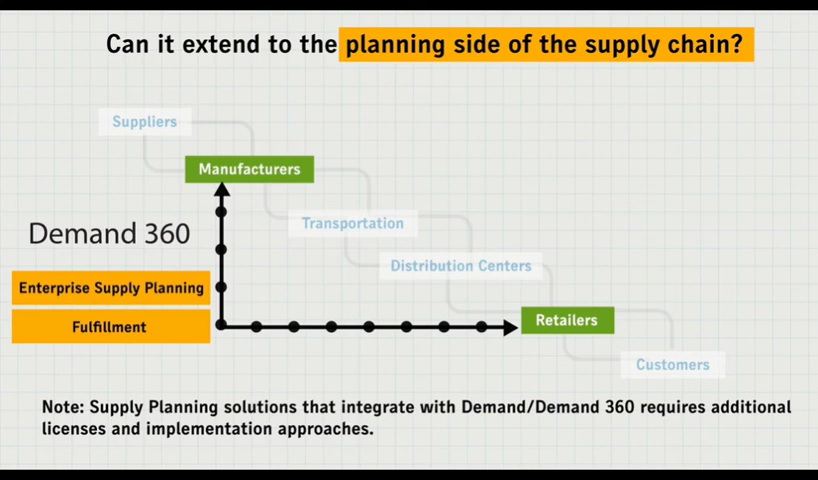 Can it extend to the planning side of the supply chain?
Suppliers
Manufacturers
Transportation
Demand 360
Distribution Centers
Enterprise Supply Planning
Fulfillment
Retailers
Customers
Note: Supply Planning solutions that integrate with Demand/Demand 360 requires additional
licenses and implementation approaches.